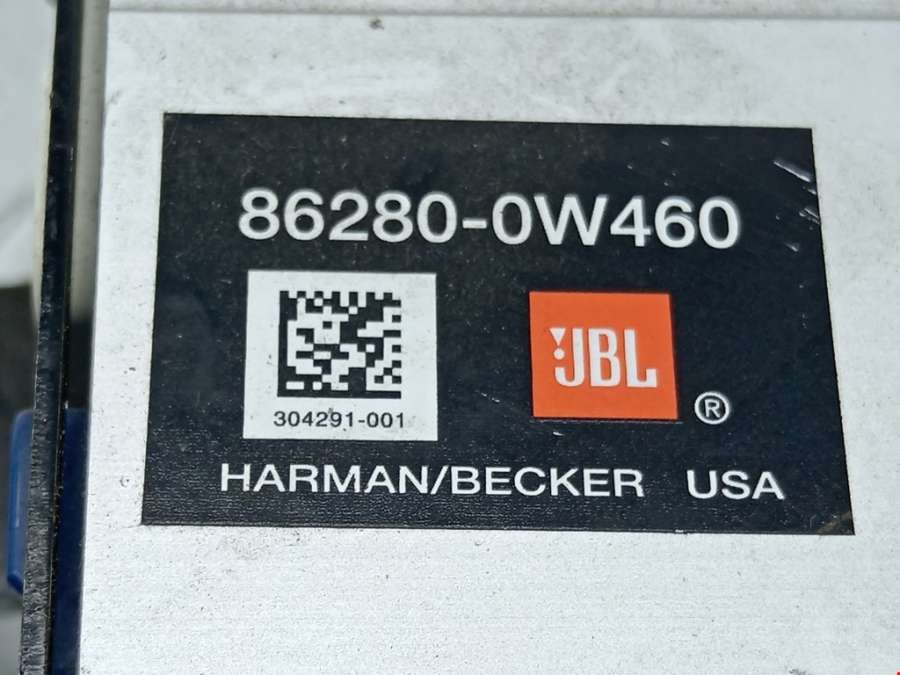 86280-0W460
304291-001
JBL
®
HARMAN/BECKER USA